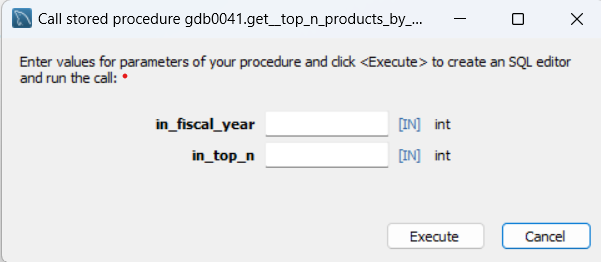 Call stored procedure gdb0041.get__top_n_products_by_...
Enter values for parameters of your procedure and click <Execute> to create an SQL editor
and run the call:
in_fiscal_year [IN] int
in_top_n [IN] int
Execute Cancel